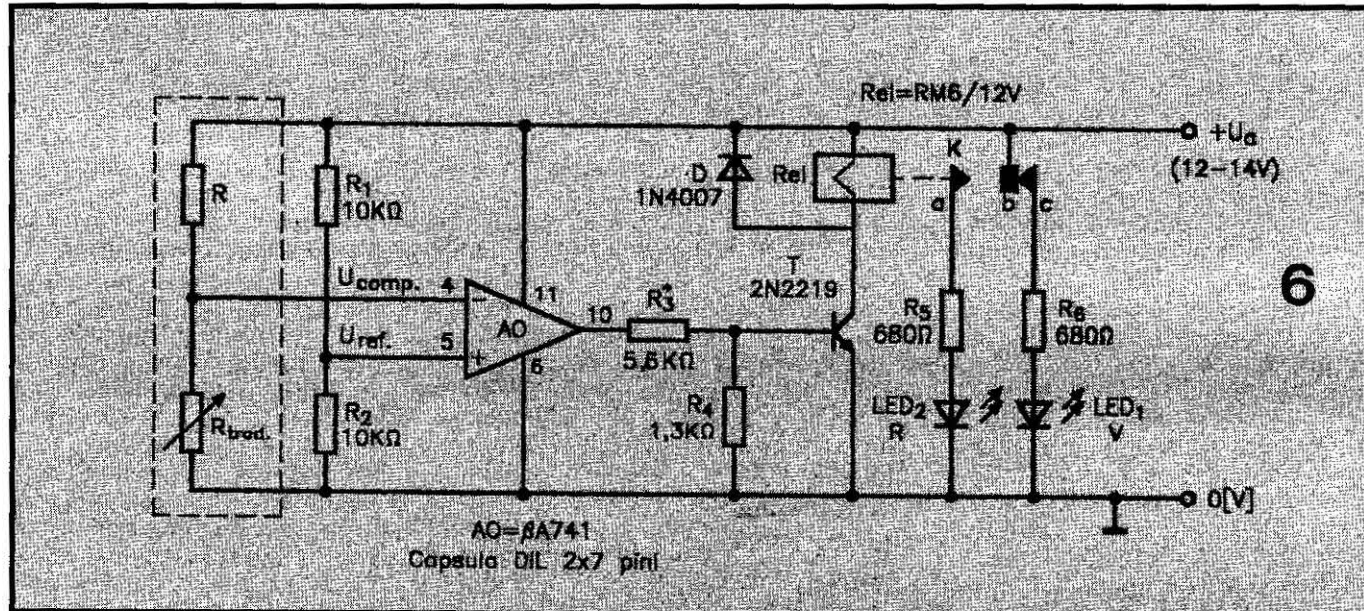 Rel=RM6/12V
+Ua
(12-14V)
K
D
1N4007
Rel
a
b
c
R
R1
10KΩ
T
2N2219
6
Ucomp.
4
11
R3*
10
AO
Uref.
5
6
5,6KΩ
R5
680Ω
R6
680Ω
Rtrad.
R2
10KΩ
R4
1,3KΩ
LED2
R
LED1
V
0[V]
AO=βA741
Capsula DIL 2x7 pini